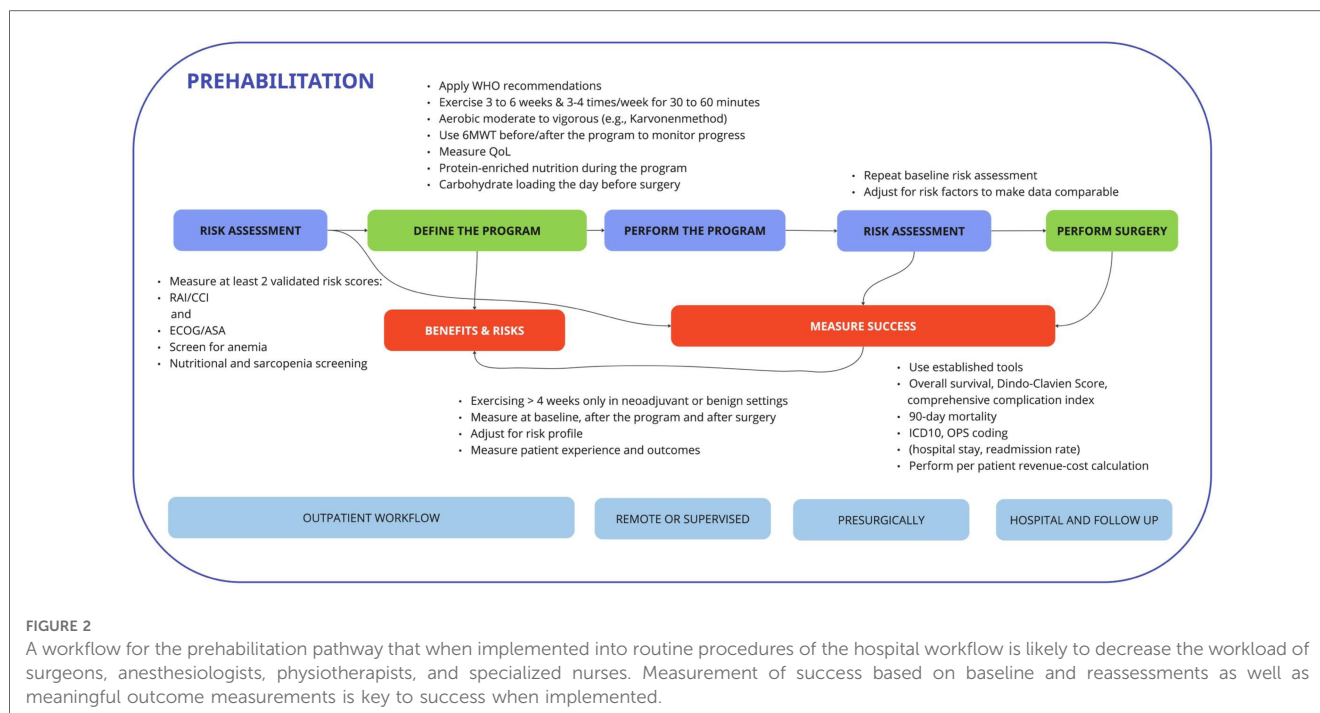 PREHABILITATION
• Apply WHO recommendations
• Exercise 3 to 6 weeks & 3-4 times/week for 30 to 60 minutes
• Aerobic moderate to vigorous (e.g., Karvonenmethod)
• Use 6MWT before/after the program to monitor progress
• Measure QoL
• Protein-enriched nutrition during the program
• Carbohydrate loading the day before surgery
• Repeat baseline risk assessment
• Adjust for risk factors to make data comparable
RISK ASSESSMENT
DEFINE THE PROGRAM
PERFORM THE PROGRAM
RISK ASSESSMENT
PERFORM SURGERY
• Measure at least 2 validated risk scores:
• RAI/CCI
and
• ECOG/ASA
• Screen for anemia
• Nutritional and sarcopenia screening
BENEFITS & RISKS
MEASURE SUCCESS
• Exercising > 4 weeks only in neoadjuvant or benign settings
• Measure at baseline, after the program and after surgery
• Adjust for risk profile
• Measure patient experience and outcomes
• Use established tools
• Overall survival, Dindo-Clavien Score,
comprehensive complication index
• 90-day mortality
• ICD10, OPS coding
• (hospital stay, readmission rate)
• Perform per patient revenue-cost calculation
OUTPATIENT WORKFLOW
REMOTE OR SUPERVISED
PRESURGICALLY
HOSPITAL AND FOLLOW UP
FIGURE 2
A workflow for the prehabilitation pathway that when implemented into routine procedures of the hospital workflow is likely to decrease the workload of
surgeons, anesthesiologists, physiotherapists, and specialized nurses. Measurement of success based on baseline and reassessments as well as
meaningful outcome measurements is key to success when implemented.